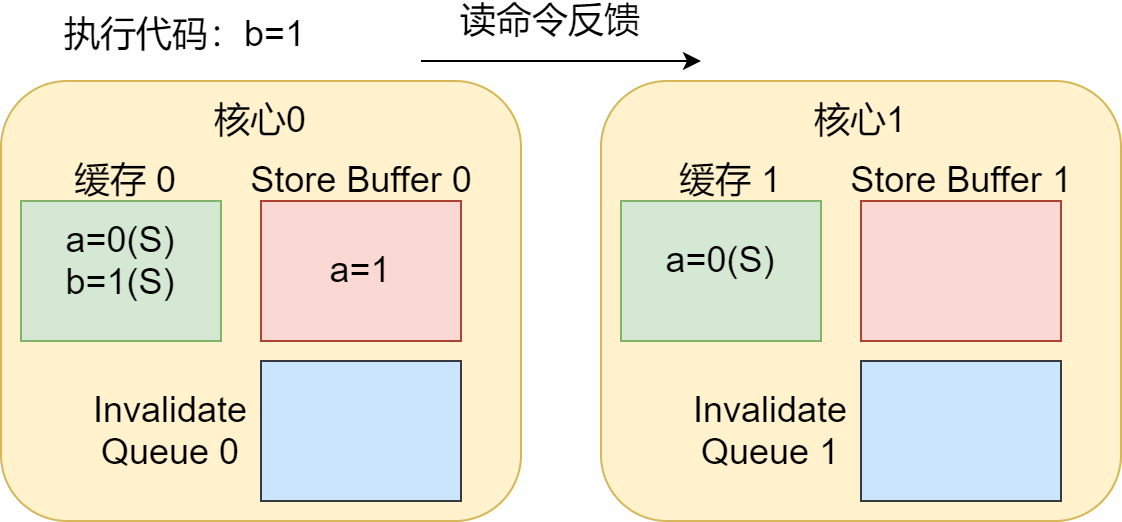 执行代码：b=1
读命令反馈
核心0
缓存 0
Store Buffer 0
a=0(S)
b=1(S)
a=1
Invalidate
Queue 0
核心1
缓存 1
Store Buffer 1
a=0(S)
Invalidate
Queue 1